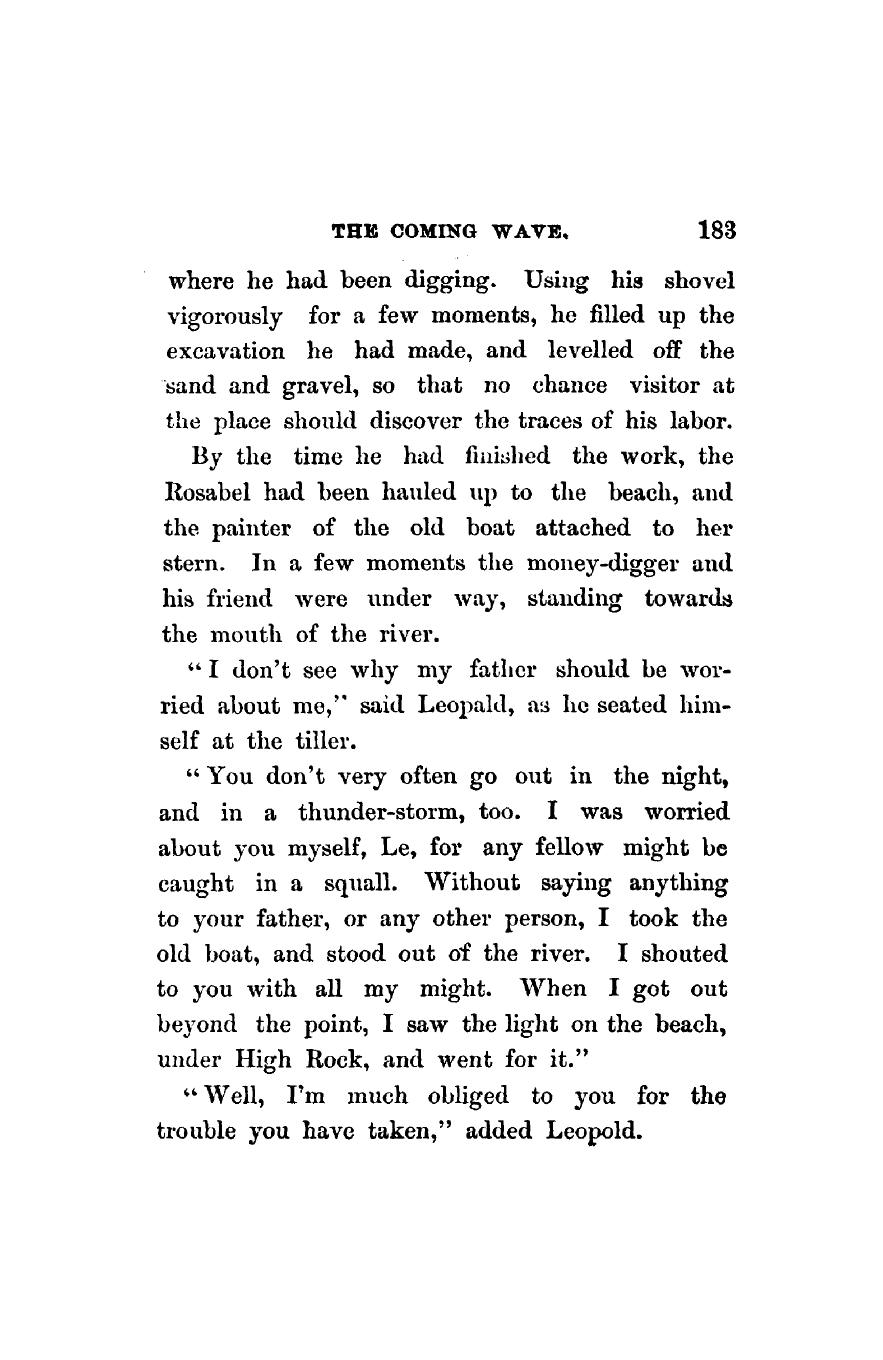 THE COMING WAVE. 183
where he had been digging. Using his shovel
vigorously for a few moments, he filled up the
excavation he had made, and levelled off the
sand and gravel, so that no chance visitor at
the place should discover the traces of his labor.
By the time he had finished the work, the
Rosabel had been hauled up to the beach, and
the painter of the old boat attached to her
stern. In a few moments the money-digger and
his friend were under way, standing towards
the mouth of the river.
“I don’t see why my father should be wor-
ried about me,” said Leopald, as he seated him-
self at the tiller.
“You don’t very often go out in the night,
and in a thunder-storm, too. I was worried
about you myself, Le, for any fellow might be
caught in a squall. Without saying anything
to your father, or any other person, I took the
old boat, and stood out of the river. I shouted
to you with all my might. When I got out
beyond the point, I saw the light on the beach,
under High Rock, and went for it.”
“Well, I’m much obliged to you for the
trouble you have taken,” added Leopold.